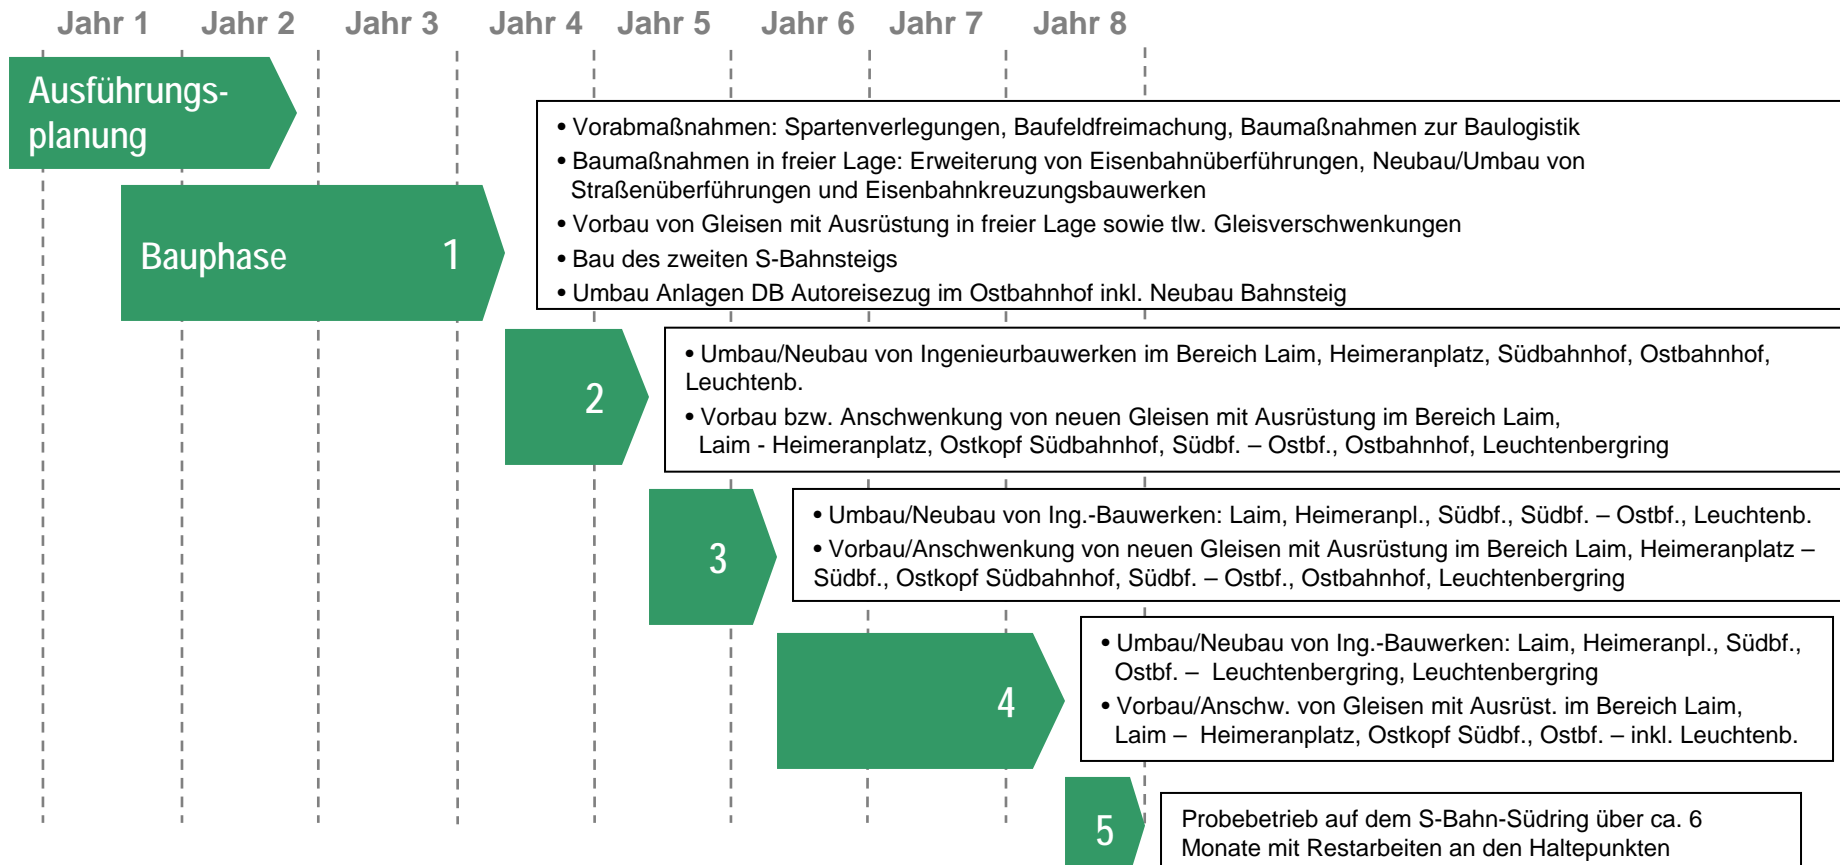 Jahr 1 Jahr 2 Jahr 3 Jahr 4 Jahr 5 Jahr 6 Jahr 7 Jahr 8
Ausführungs-
planung
• Vorabmaßnahmen: Spartenverlegungen, Baufeldfreimachung, Baumaßnahmen zur Baulogistik
• Baumaßnahmen in freier Lage: Erweiterung von Eisenbahnüberführungen, Neubau/Umbau von
Straßenüberführungen und Eisenbahnkreuzungsbauwerken
• Vorbau von Gleisen mit Ausrüstung in freier Lage sowie tlw. Gleisverschwenkungen
• Bau des zweiten S-Bahnsteigs
• Umbau Anlagen DB Autoreisezug im Ostbahnhof inkl. Neubau Bahnsteig
Bauphase 1
2
• Umbau/Neubau von Ingenieurbauwerken im Bereich Laim, Heimeranplatz, Südbahnhof, Ostbahnhof,
Leuchtenb.
• Vorbau bzw. Anschwenkung von neuen Gleisen mit Ausrüstung im Bereich Laim,
Laim - Heimeranplatz, Ostkopf Südbahnhof, Südbf. – Ostbf., Ostbahnhof, Leuchtenbergring
3
• Umbau/Neubau von Ing.-Bauwerken: Laim, Heimeranpl., Südbf., Südbf. – Ostbf., Leuchtenb.
• Vorbau/Anschwenkung von neuen Gleisen mit Ausrüstung im Bereich Laim, Heimeranplatz –
Südbf., Ostkopf Südbahnhof, Südbf. – Ostbf., Ostbahnhof, Leuchtenbergring
4
• Umbau/Neubau von Ing.-Bauwerken: Laim, Heimeranpl., Südbf.,
Ostbf. – Leuchtenbergring, Leuchtenbergring
• Vorbau/Anschw. von Gleisen mit Ausrüst. im Bereich Laim,
Laim – Heimeranplatz, Ostkopf Südbf., Ostbf. – inkl. Leuchtenb.
5
Probebetrieb auf dem S-Bahn-Südring über ca. 6
Monate mit Restarbeiten an den Haltepunkten